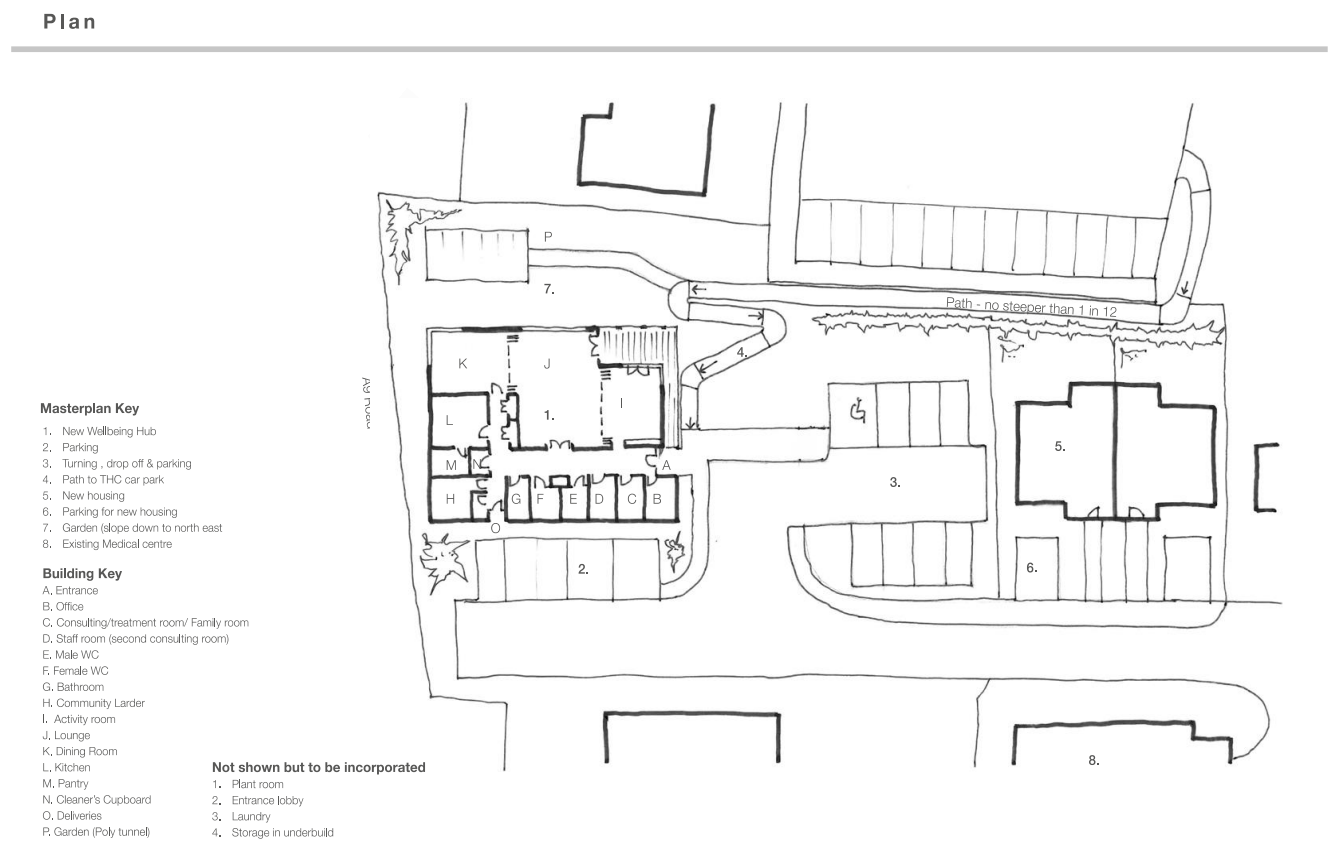 Plan
P
7.
Path - no steeper than 1 in 12
4.
K
J
I
1.
L
M
N
A
H
G
F
E
D
C
B
O
2.
3.
5.
6.
8.
Masterplan Key
1. New Wellbeing Hub
2. Parking
3. Turning , drop off & parking
4. Path to THC car park
5. New housing
6. Parking for new housing
7. Garden (slope down to north east
8. Existing Medical centre
Building Key
A. Entrance
B. Office
C. Consulting/treatment room/ Family room
D. Staff room (second consulting room)
E. Male WC
F. Female WC
G. Bathroom
H. Community Larder
I. Activity room
J. Lounge
K. Dining Room
L. Kitchen
M. Pantry
N. Cleaner's Cupboard
O. Deliveries
P. Garden (Poly tunnel)
Not shown but to be incorporated
1. Plant room
2. Entrance lobby
3. Laundry
4. Storage in underbuild